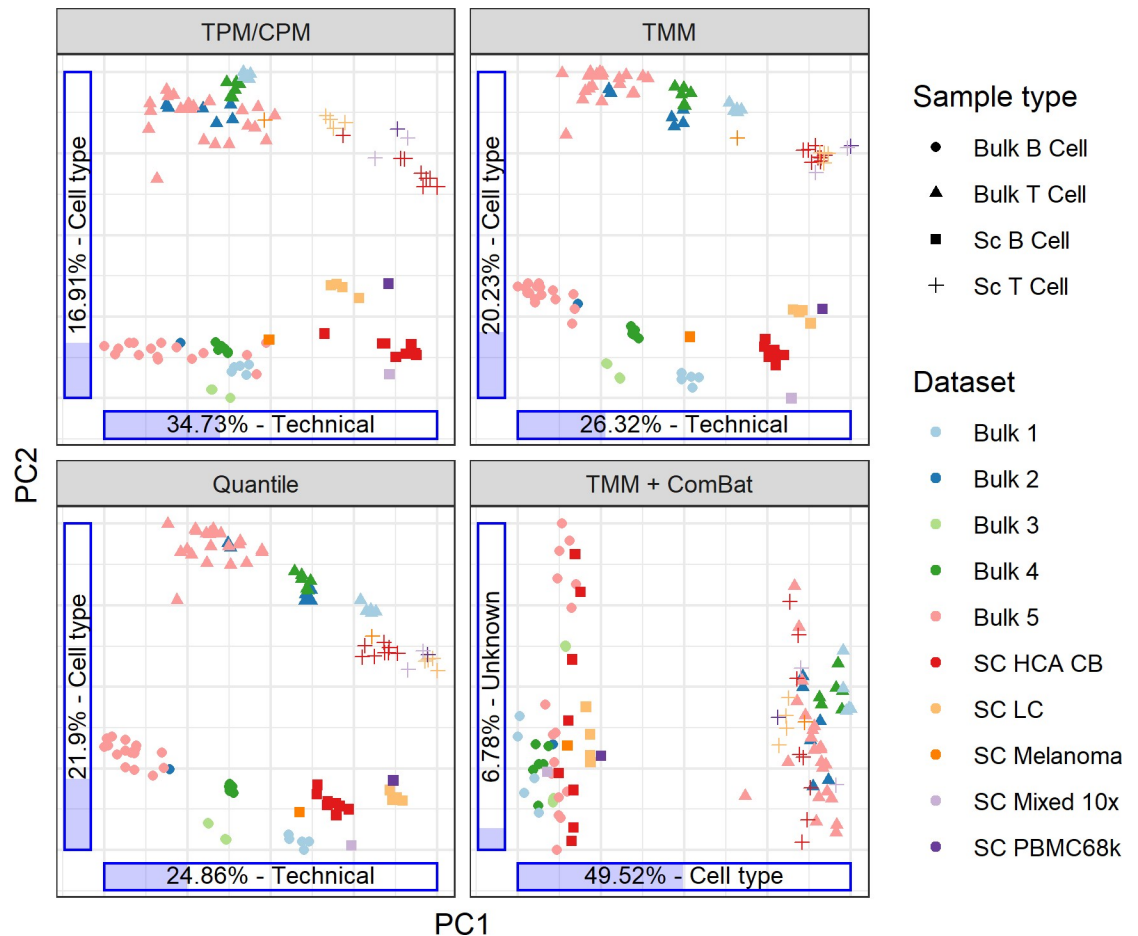 TPM/CPM
TMM
16.91% - Cell type
34.73% - Technical
20.23% - Cell type
26.32% - Technical
Quantile
TMM + ComBat
21.9% - Cell type
24.86% - Technical
6.78% - Unknown
49.52% - Cell type
PC2
PC1
Sample type
Bulk B Cell
Bulk T Cell
Sc B Cell
Sc T Cell
Dataset
Bulk 1
Bulk 2
Bulk 3
Bulk 4
Bulk 5
SC HCA CB
SC LC
SC Melanoma
SC Mixed 10x
SC PBMC68k